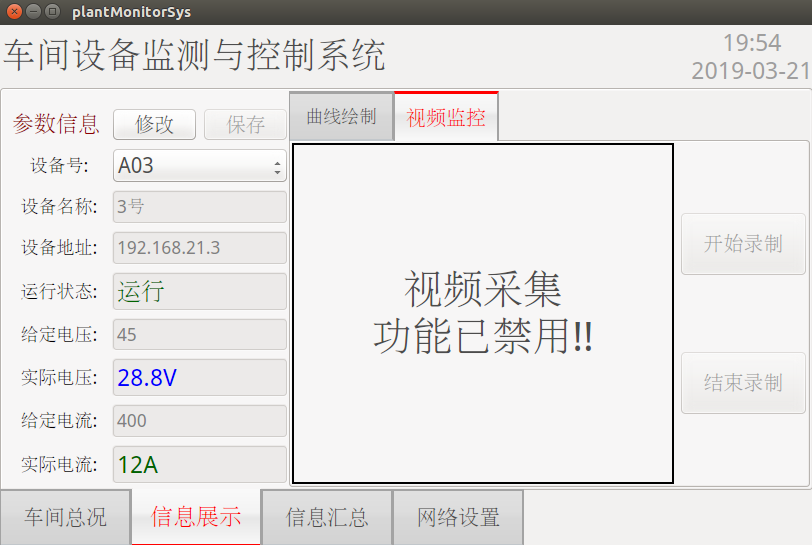 plantMonitorSys
车间设备监测与控制系统
19:54
2019-03-21
参数信息 修改 保存
设备号: A03
设备名称: 3号
设备地址: 192.168.21.3
运行状态: 运行
给定电压: 45
实际电压: 28.8V
给定电流: 400
实际电流: 12A
曲线绘制 视频监控
视频采集
功能已禁用!!
开始录制
结束录制
车间总况 信息展示 信息汇总 网络设置